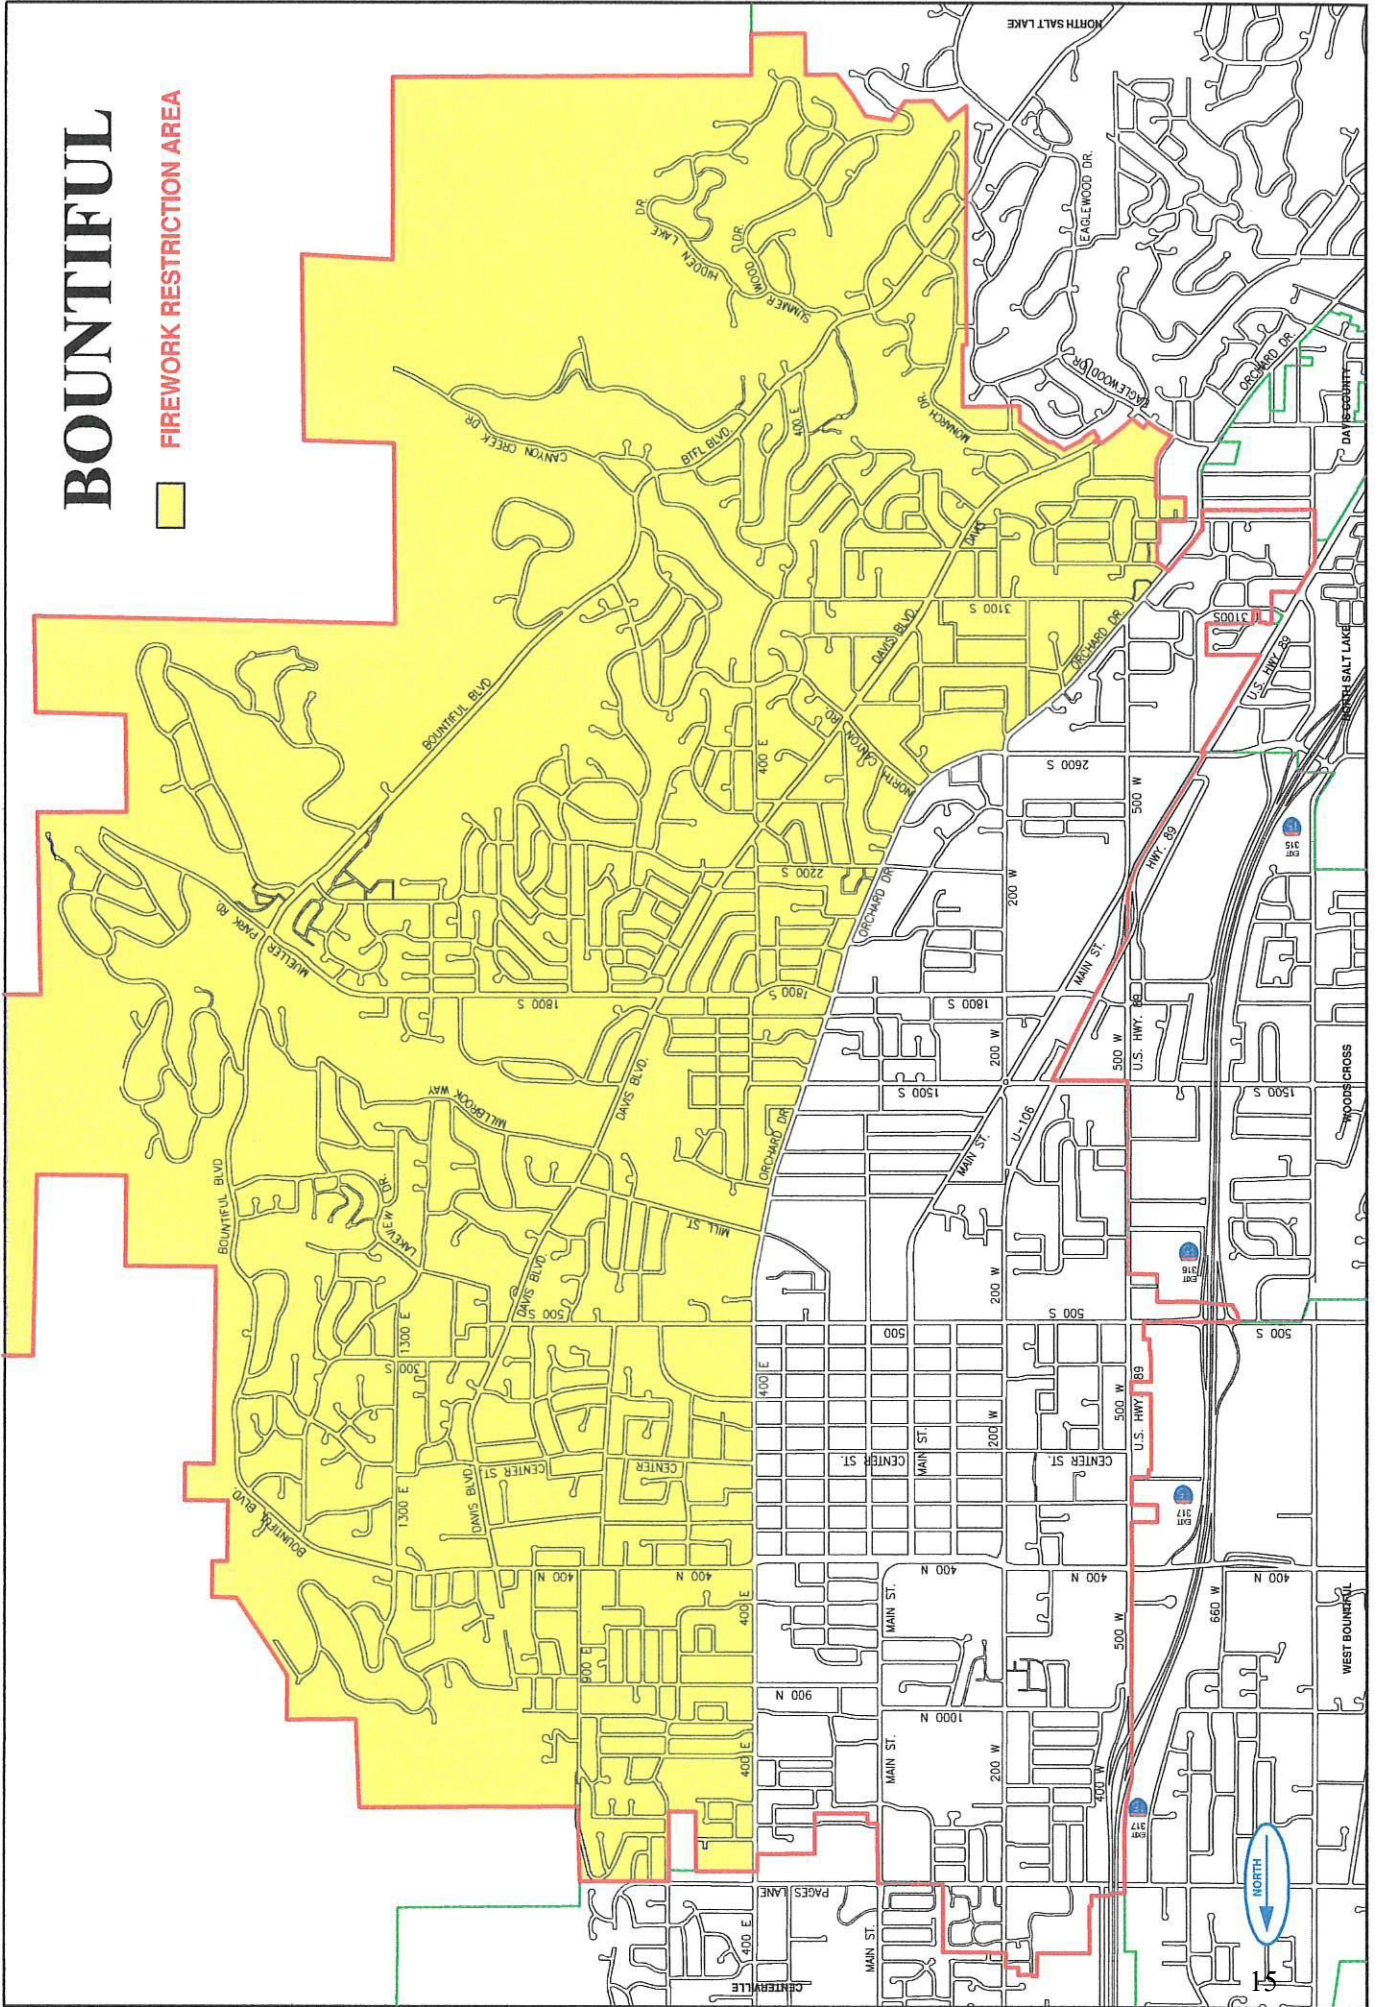 BOUNTIFUL
FIREWORK RESTRICTION AREA
NORTH SALT LAKE
EAGLEWOOD DR.
HIDDEN LAKE
DR.
SUMMER
WOOD
DR.
EAGLEWOOD DR.
ORCHARD DR.
DAVIS COUNTY
CANYON CREEK DR.
BTFL BLVD.
400 E
MONARCH DR.
DAVIS
DAVIS BLVD.
3100 S
ORCHARD DR.
3100S
U.S. HWY 89
NORTH SALT LAKE
BOUNTIFUL BLVD
400 E
NORTH
CANYON
RD.
2600 S
500 W
HWY. 89
EXIT
315
MUELLER PARK RD.
2200 S
ORCHARD DR
200 W
MAIN ST.
1800 S
1800 S
1800 S
200 W
500 W
U.S. HWY. 89
DAVIS BLVD.
MILLBROOK WAY
ORCHARD DR
1500 S
1500 S
WOODS CROSS
MAIN ST.
U-106
BOUNTIFUL BLVD
LAKEVIEW DR.
MILL ST.
DAVIS BLVD.
500 S
200 W
500 S
500 S
EXIT
316
1300 E
300 S
500
400 E
200 W
500 W
U.S. HWY. 89
CENTER ST.
CENTER
CENTER ST.
CENTER
MAIN ST.
CENTER ST.
DAVIS BLVD.
1300 E
BOUNTIFUL BLVD.
EXIT
317
400 N
400 N
400 N
400 N
400 N
400 E
MAIN ST.
500 W
660 W
WEST BOUNTIFUL
900 E
900 N
1000 N
400 E
MAIN ST.
200 W
400 W
EXIT
317
PAGES LANE
400 E
MAIN ST.
CENTERVILLE
NORTH
15